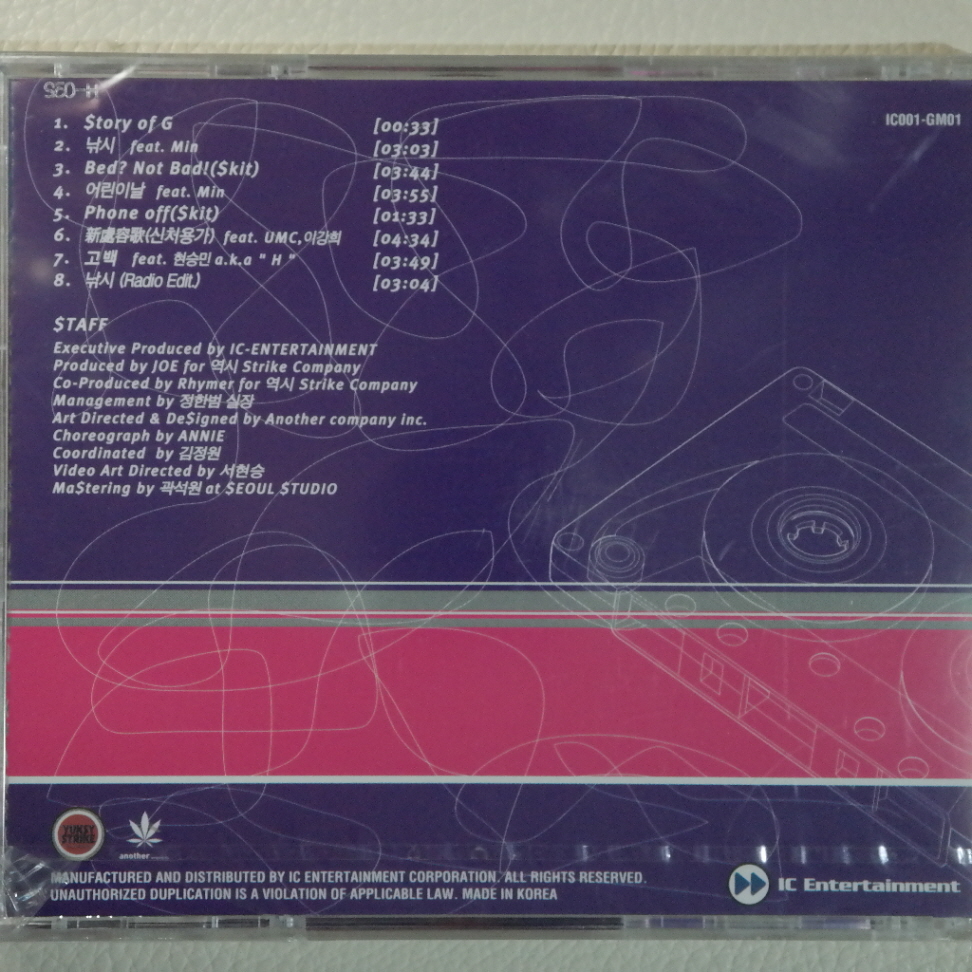 1. $tory of G [00:33]
2. 낚시 feat. Min [03:03]
3. Bed? Not Bad!($kit) [03:44]
4. 어린이날 feat. Min [03:55]
5. Phone off($kit) [01:33]
6. 新處容歌(신처용가) feat. UMC,이강희 [04:34]
7. 고백 feat. 현승민 a.k.a " H " [03:49]
8. 낚시 (Radio Edit.) [03:04]
IC001-GM01
$TAFF
Executive Produced by IC-ENTERTAINMENT
Produced by JOE for 역시 Strike Company
Co-Produced by Rhymer for 역시 Strike Company
Management by 정한범 실장
Art Directed & De$igned by Another company inc.
Choreograph by ANNIE
Coordinated by 김정원
Video Art Directed by 서현승
Ma$tering by 곽석원 at $EOUL $TUDIO
YUK$Y
STRIKE
another
MANUFACTURED AND DISTRIBUTED BY IC ENTERTAINMENT CORPORATION. ALL RIGHTS RESERVED.
UNAUTHORIZED DUPLICATION IS A VIOLATION OF APPLICABLE LAW. MADE IN KOREA
IC Entertainment